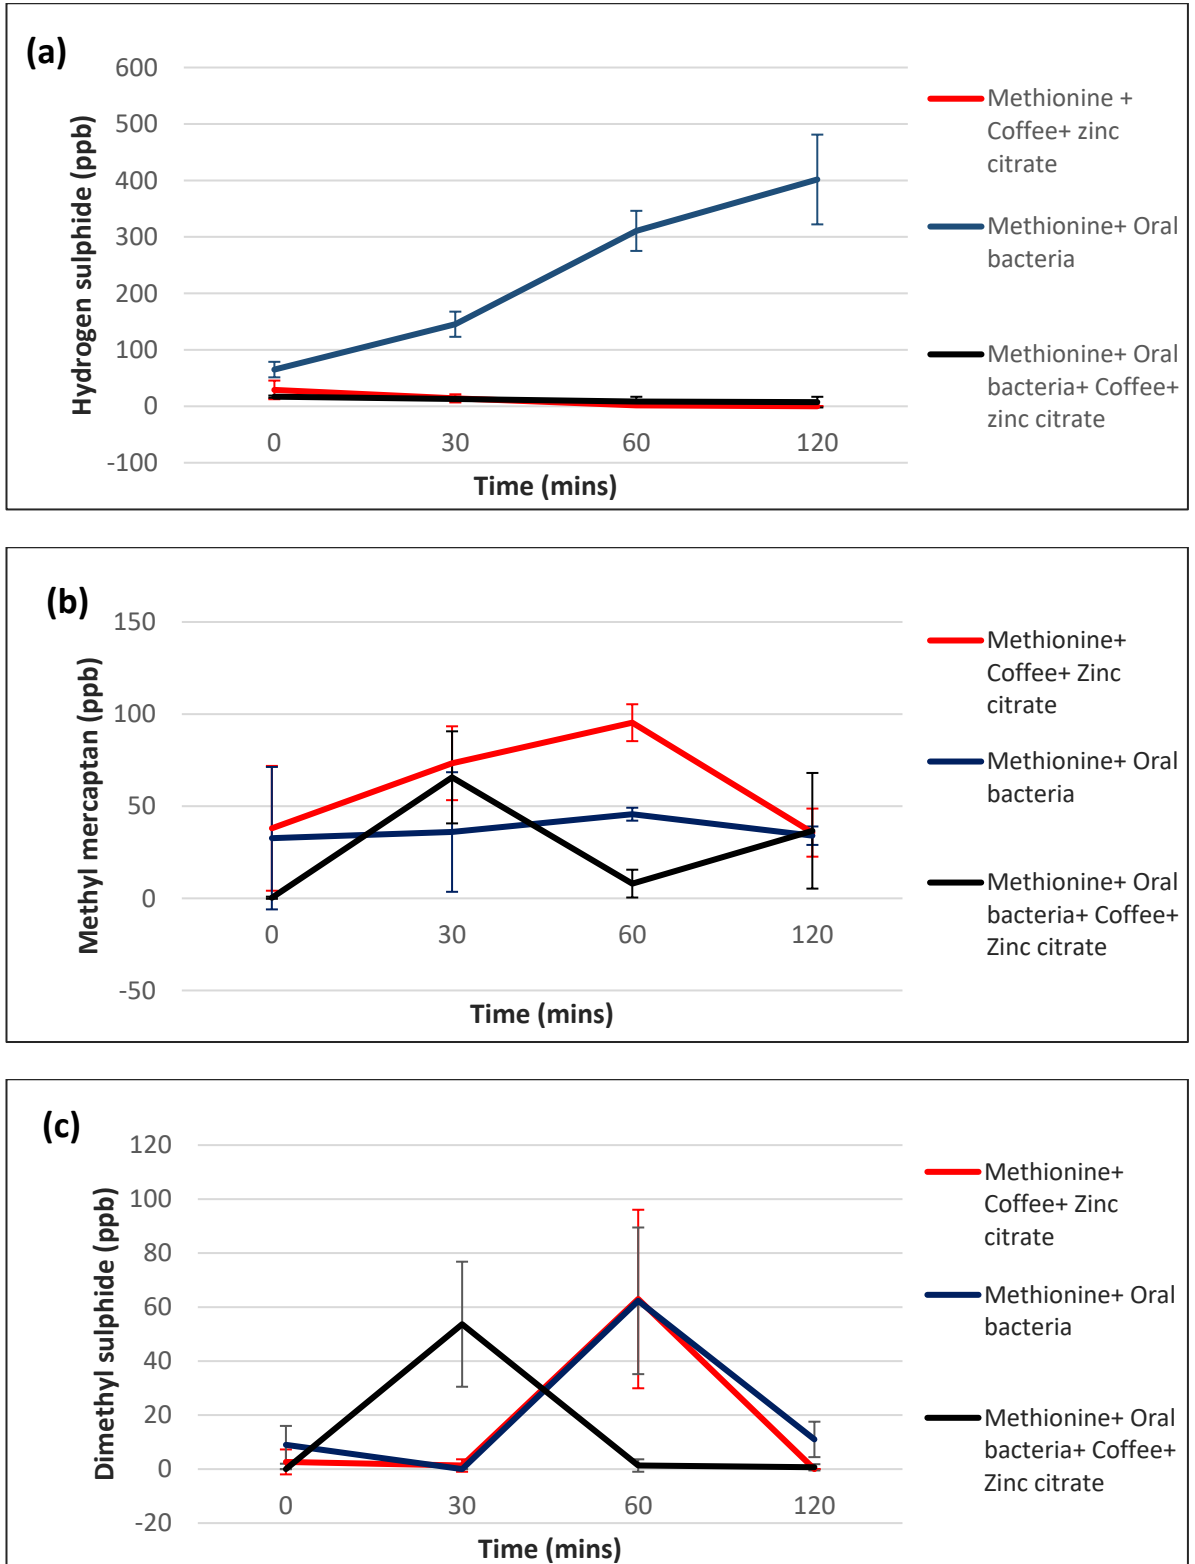 (a)
600
500
400
300
200
100
0
-100
Hydrogen sulphide (ppb)
0 30 60 120
Time (mins)
Methionine +
Coffee+ zinc
citrate
Methionine+ Oral
bacteria
Methionine+ Oral
bacteria+ Coffee+
zinc citrate
(b)
150
100
50
0
-50
Methyl mercaptan (ppb)
0 30 60 120
Time (mins)
Methionine+
Coffee+ Zinc
citrate
Methionine+ Oral
bacteria
Methionine+ Oral
bacteria+ Coffee+
Zinc citrate
(c)
120
100
80
60
40
20
0
-20
Dimethyl sulphide (ppb)
0 30 60 120
Time (mins)
Methionine+
Coffee+ Zinc
citrate
Methionine+ Oral
bacteria
Methionine+ Oral
bacteria+ Coffee+
Zinc citrate